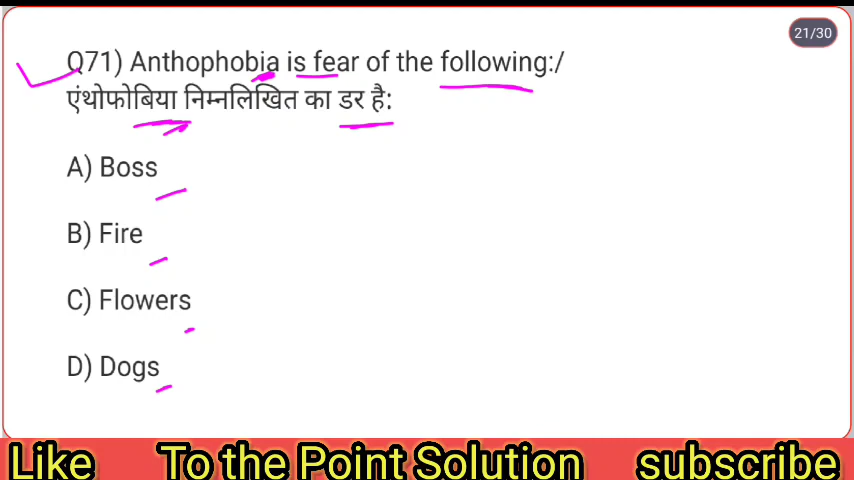 21/30
Q71) Anthophobia is fear of the following:/
एंथोफोबिया निम्नलिखित का डर है:
A) Boss
B) Fire
C) Flowers
D) Dogs
Like To the Point Solution subscribe